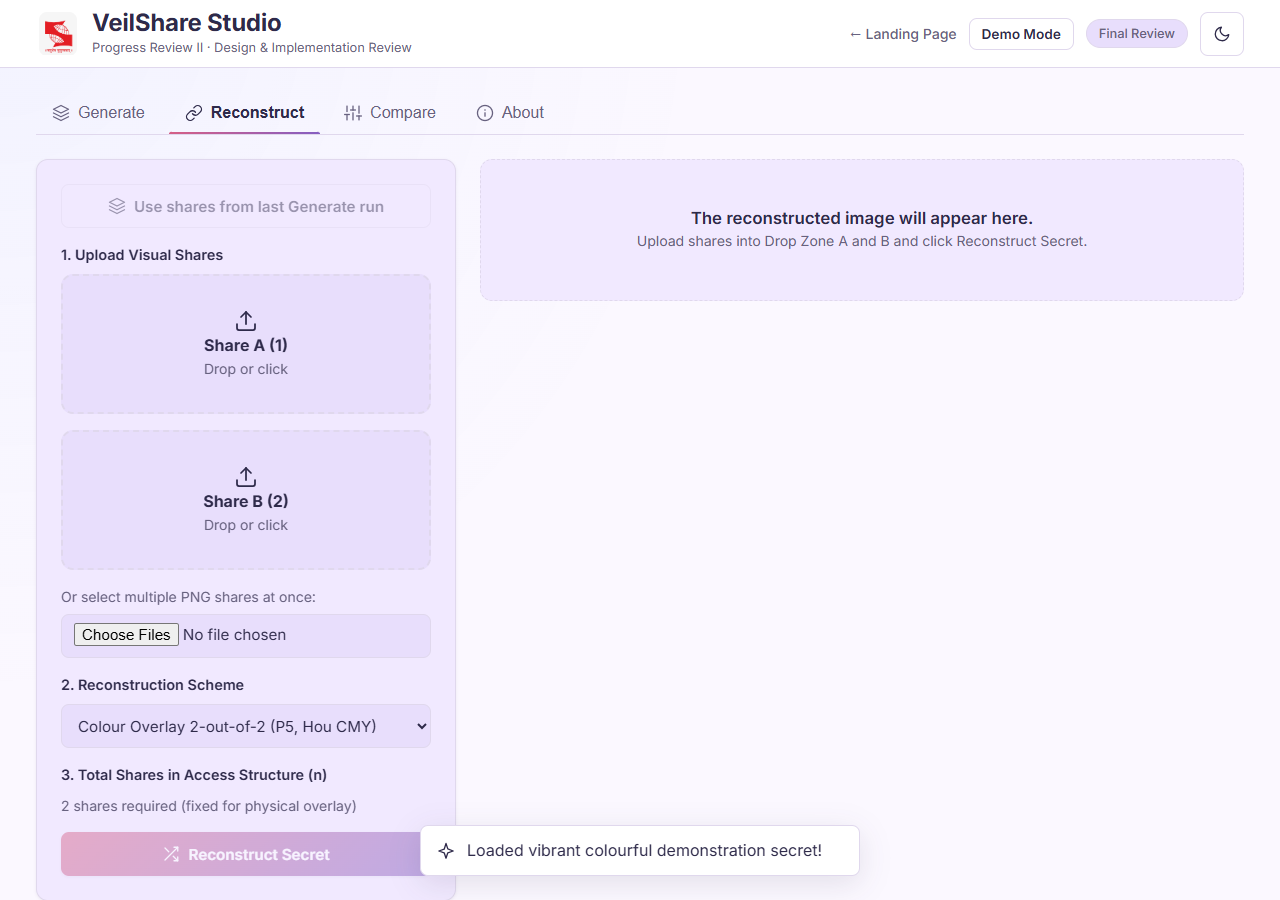 VeilShare Studio
Progress Review II · Design & Implementation Review
← Landing Page
Demo Mode
Final Review
Generate
Reconstruct
Compare
About
Use shares from last Generate run
1. Upload Visual Shares
Share A (1)
Drop or click
Share B (2)
Drop or click
Or select multiple PNG shares at once:
Choose Files No file chosen
2. Reconstruction Scheme
Colour Overlay 2-out-of-2 (P5, Hou CMY)
3. Total Shares in Access Structure (n)
2 shares required (fixed for physical overlay)
Reconstruct Secret
The reconstructed image will appear here.
Upload shares into Drop Zone A and B and click Reconstruct Secret.
Loaded vibrant colourful demonstration secret!